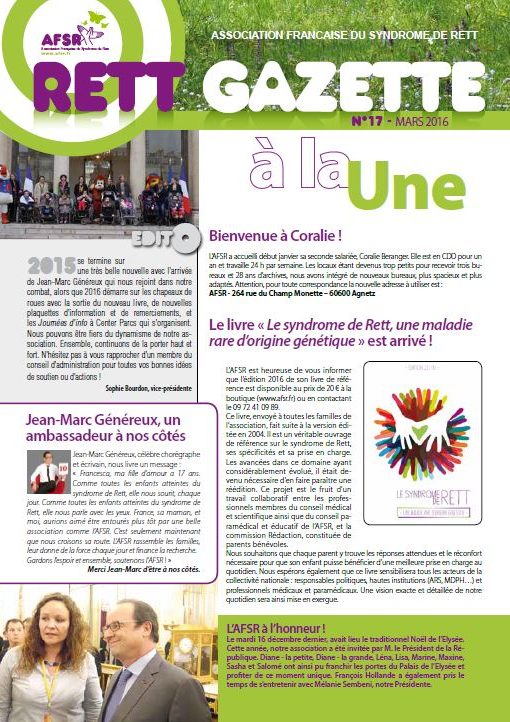 AFSR
Association Française du Syndrome de Rett
www.afsr.fr
ASSOCIATION FRANCAISE DU SYNDROME DE RETT
RETT GAZETTE
N°17 - MARS 2016
à la Une
EDITO
2015 se termine sur
une très belle nouvelle avec l'arrivée
de Jean-Marc Généreux qui nous rejoint dans notre
combat, alors que 2016 démarre sur les chapeaux de
roues avec la sortie du nouveau livre, de nouvelles
plaquettes d'information et de remerciements, et
les Journées d'info à Center Parcs qui s'organisent.
Nous pouvons être fiers du dynamisme de notre as-
sociation. Ensemble, continuons de la porter haut et
fort. N'hésitez pas à vous rapprocher d'un membre du
conseil d'administration pour toutes vos bonnes idées
de soutien ou d'actions !
Sophie Bourdon, vice-présidente
Jean-Marc Généreux, un
ambassadeur à nos côtés
Jean-Marc Généreux, célèbre chorégraphe
et écrivain, nous livre un message :
« Francesca, ma fille d'amour a 17 ans.
Comme toutes les enfants atteintes du
syndrome de Rett, elle nous sourit, chaque
jour. Comme toutes les enfants atteintes du syndrome de
Rett, elle nous parle avec les yeux. France, sa maman, et
moi, aurions aimé être entourés plus tôt par une belle
association comme l'AFSR. C'est seulement maintenant
que nous croisons sa route. L'AFSR rassemble les familles,
leur donne de la force chaque jour et finance la recherche.
Gardons l'espoir et ensemble, soutenons l'AFSR ! »
Merci Jean-Marc d'être à nos côtés.
10
Bienvenue à Coralie !
L'AFSR a accueilli début janvier sa seconde salariée, Coralie Beranger. Elle est en CDD pour un
an et travaille 24 h par semaine. Les locaux étant devenus trop petits pour recevoir trois bu-
reaux et 28 ans d'archives, nous avons intégré de nouveaux bureaux, plus spacieux et plus
adaptés. Attention, pour toute correspondance la nouvelle adresse à utiliser est :
AFSR - 264 rue du Champ Monette – 60600 Agnetz
Le livre « Le syndrome de Rett, une maladie
rare d'origine génétique » est arrivé !
L'AFSR est heureuse de vous informer
que l'édition 2016 de son livre de réfé-
rence est disponible au prix de 20 € à la
boutique (www.afsr.fr) ou en contactant
le 09 72 41 09 89.
Ce livre, envoyé à toutes les familles de
l'association, fait suite à la version édi-
tée en 2004. Il est un véritable ouvrage
de référence sur le syndrome de Rett,
ses spécificités et sa prise en charge.
Les avancées dans ce domaine ayant
considérablement évolué, il était de-
venu nécessaire d'en faire paraître une
réédition. Ce projet est le fruit d'un
travail collaboratif entre les profes-
sionnels membres du conseil médical
et scientifique ainsi que du conseil pa-
ramédical et éducatif de l'AFSR, et la
commission Rédaction, constituée de
parents bénévoles.
Nous souhaitons que chaque parent y trouve les réponses attendues et le réconfort
nécessaire pour que son enfant puisse bénéficier d'une meilleure prise en charge au
quotidien. Nous espérons également que ce livre sensibilisera tous les acteurs de la
collectivité nationale : responsables politiques, hautes institutions (ARS, MDPH…) et
professionnels médicaux et paramédicaux. Une vision exacte et détaillée de notre
quotidien sera ainsi mise en exergue.
LE SYNDROME
DE RETT
UNE MALADIE RARE D'ORIGINE GÉNÉTIQUE
L'AFSR à l'honneur !
Le mardi 16 décembre dernier, avait lieu le traditionnel Noël de l'Elysée.
Cette année, notre association a été invitée par M. le Président de la Ré-
publique. Diane - la petite, Diane - la grande, Léna, Lisa, Marine, Maxine,
Sasha et Salomé ont ainsi pu franchir les portes du Palais de l'Elysée et
profiter de ce moment unique. François Hollande a également pris le
temps de s'entretenir avec Mélanie Sembeni, notre Présidente.